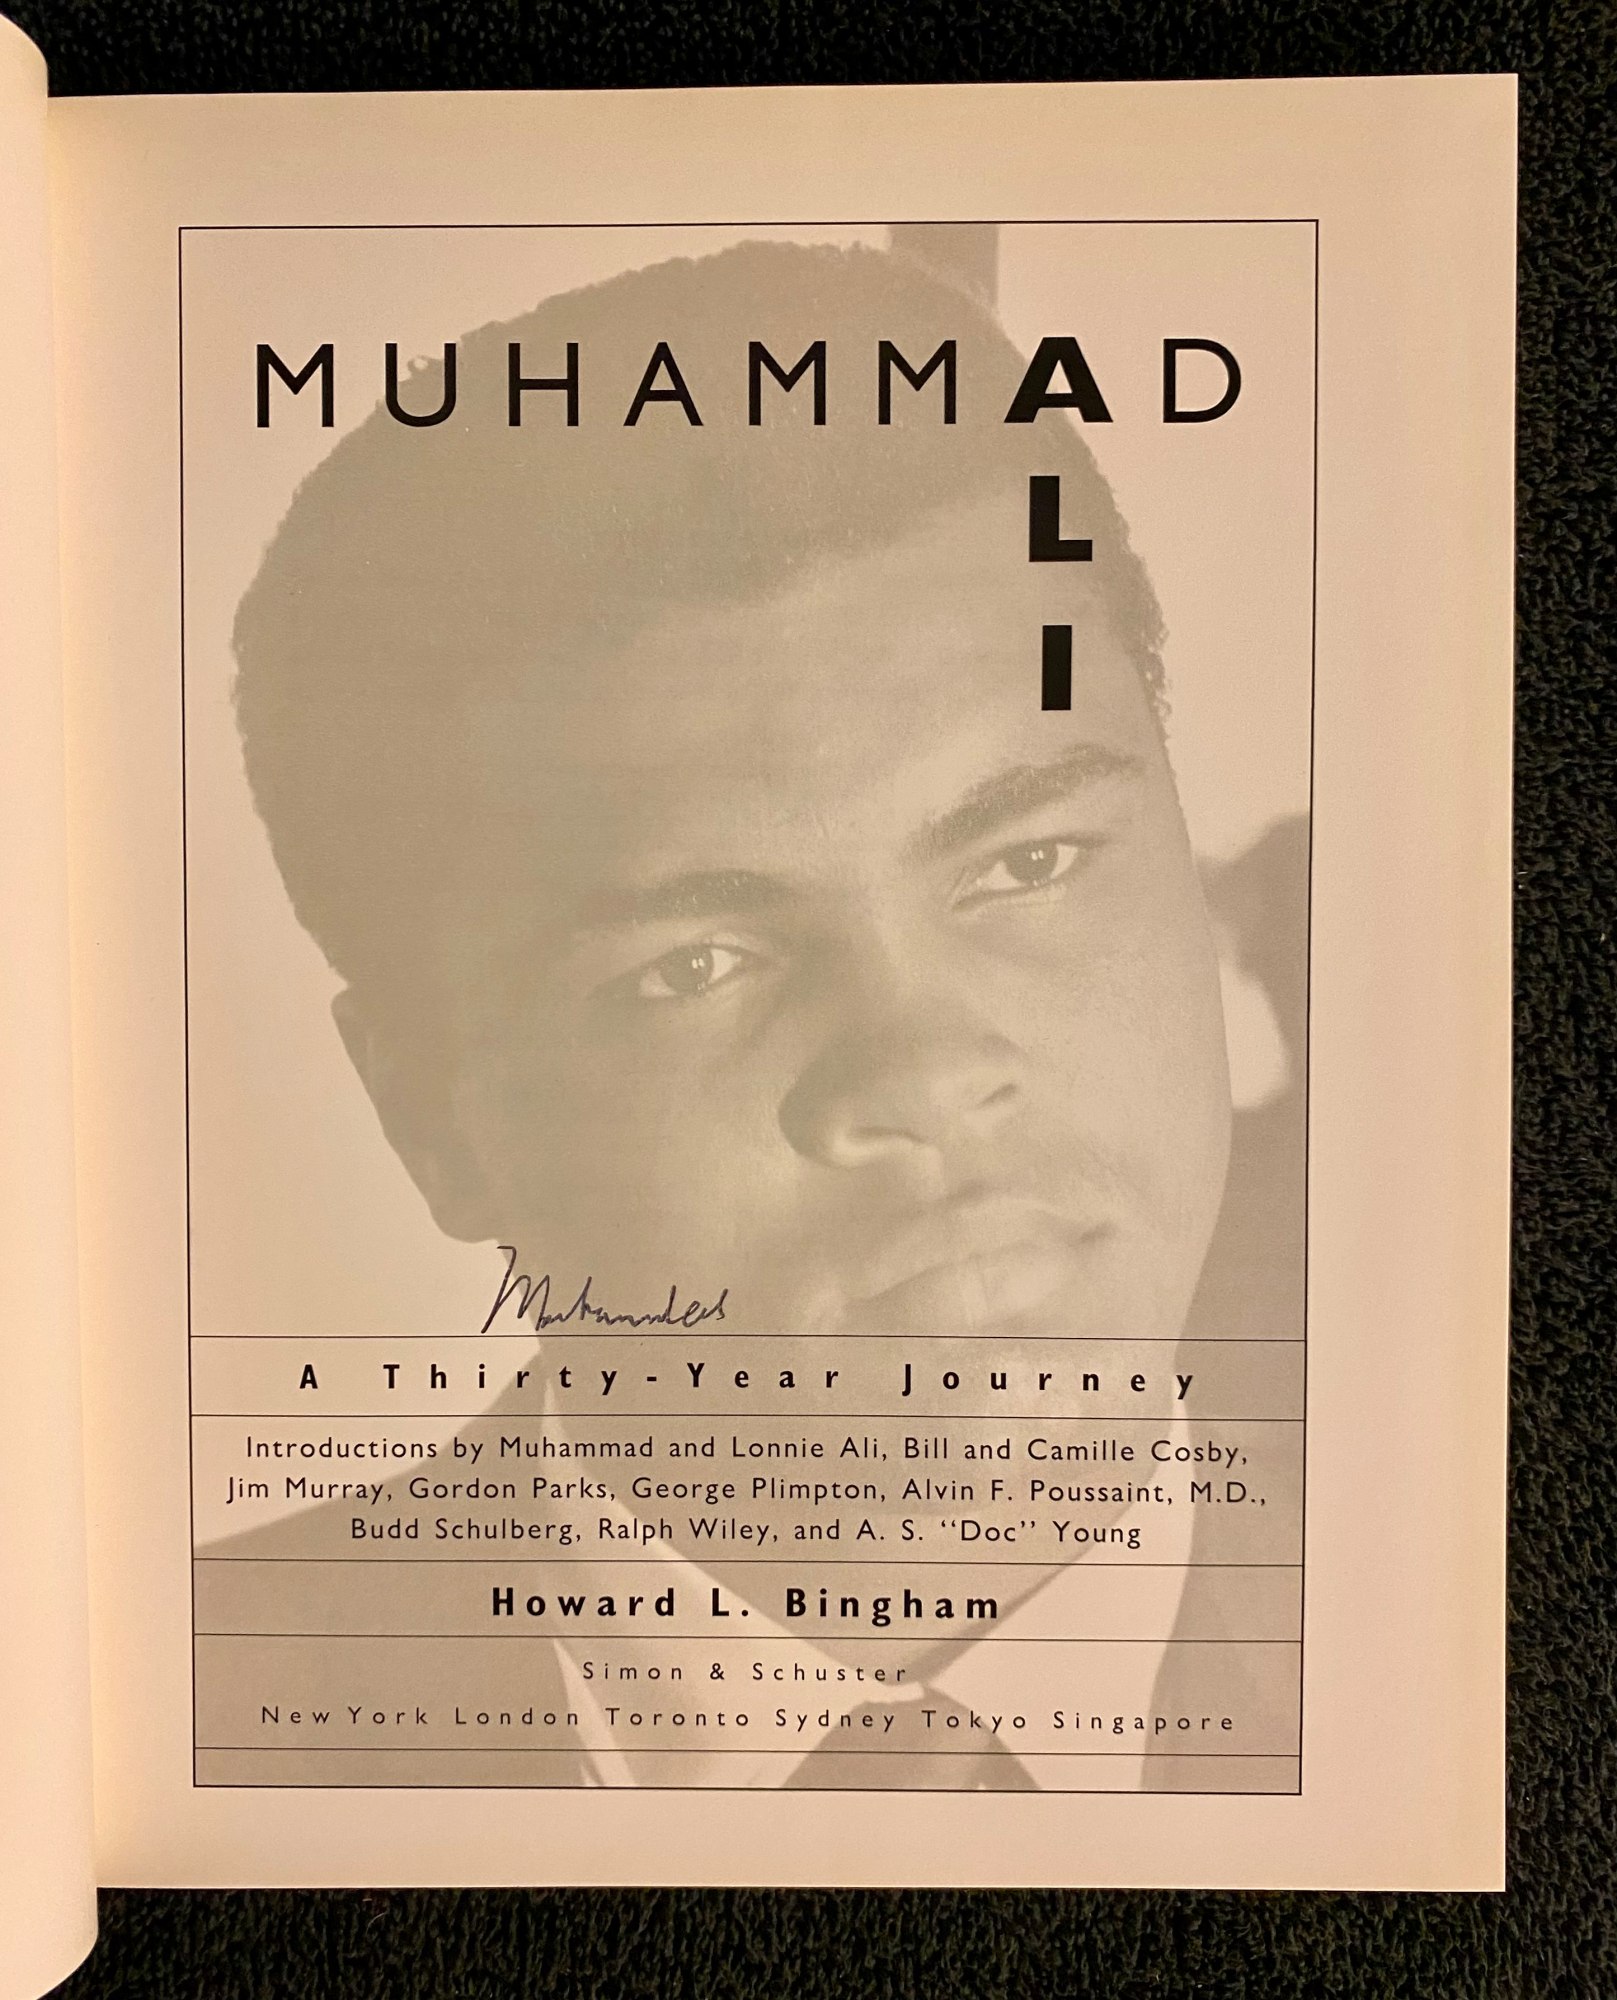 MUHAMMAD
ALI
Muhammad
A Thirty-Year Journey
Introductions by Muhammad and Lonnie Ali, Bill and Camille Cosby,
Jim Murray, Gordon Parks, George Plimpton, Alvin F. Poussaint, M.D.,
Budd Schulberg, Ralph Wiley, and A. S. “Doc” Young
Howard L. Bingham
Simon & Schuster
New York London Toronto Sydney Tokyo Singapore